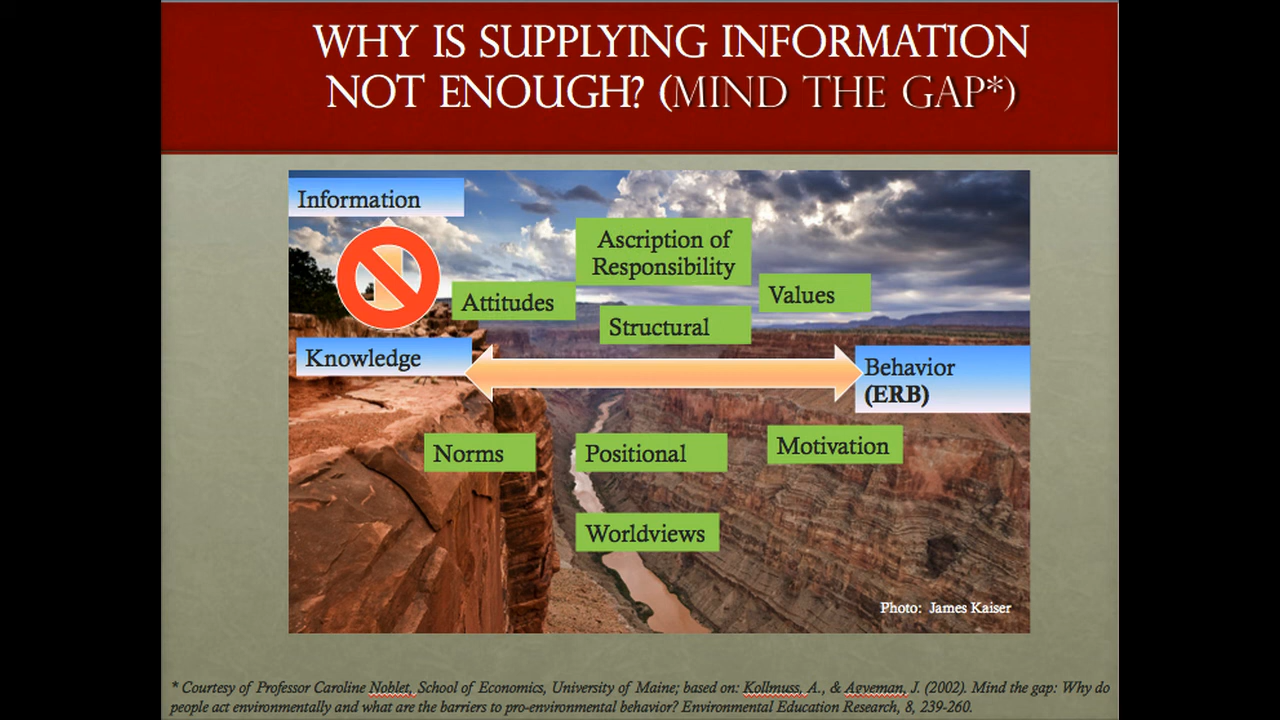 WHY IS SUPPLYING INFORMATION
NOT ENOUGH? (MIND THE GAP*)
Information
Ascription of
Responsibility
Values
Attitudes
Structural
Knowledge
Behavior
(ERB)
Norms
Positional
Motivation
Worldviews
Photo: James Kaiser
* Courtesy of Professor Caroline Noblet, School of Economics, University of Maine; based on: Kollmuss, A., & Agyeman, J. (2002). Mind the gap: Why do
people act environmentally and what are the barriers to pro-environmental behavior? Environmental Education Research, 8, 239-260.